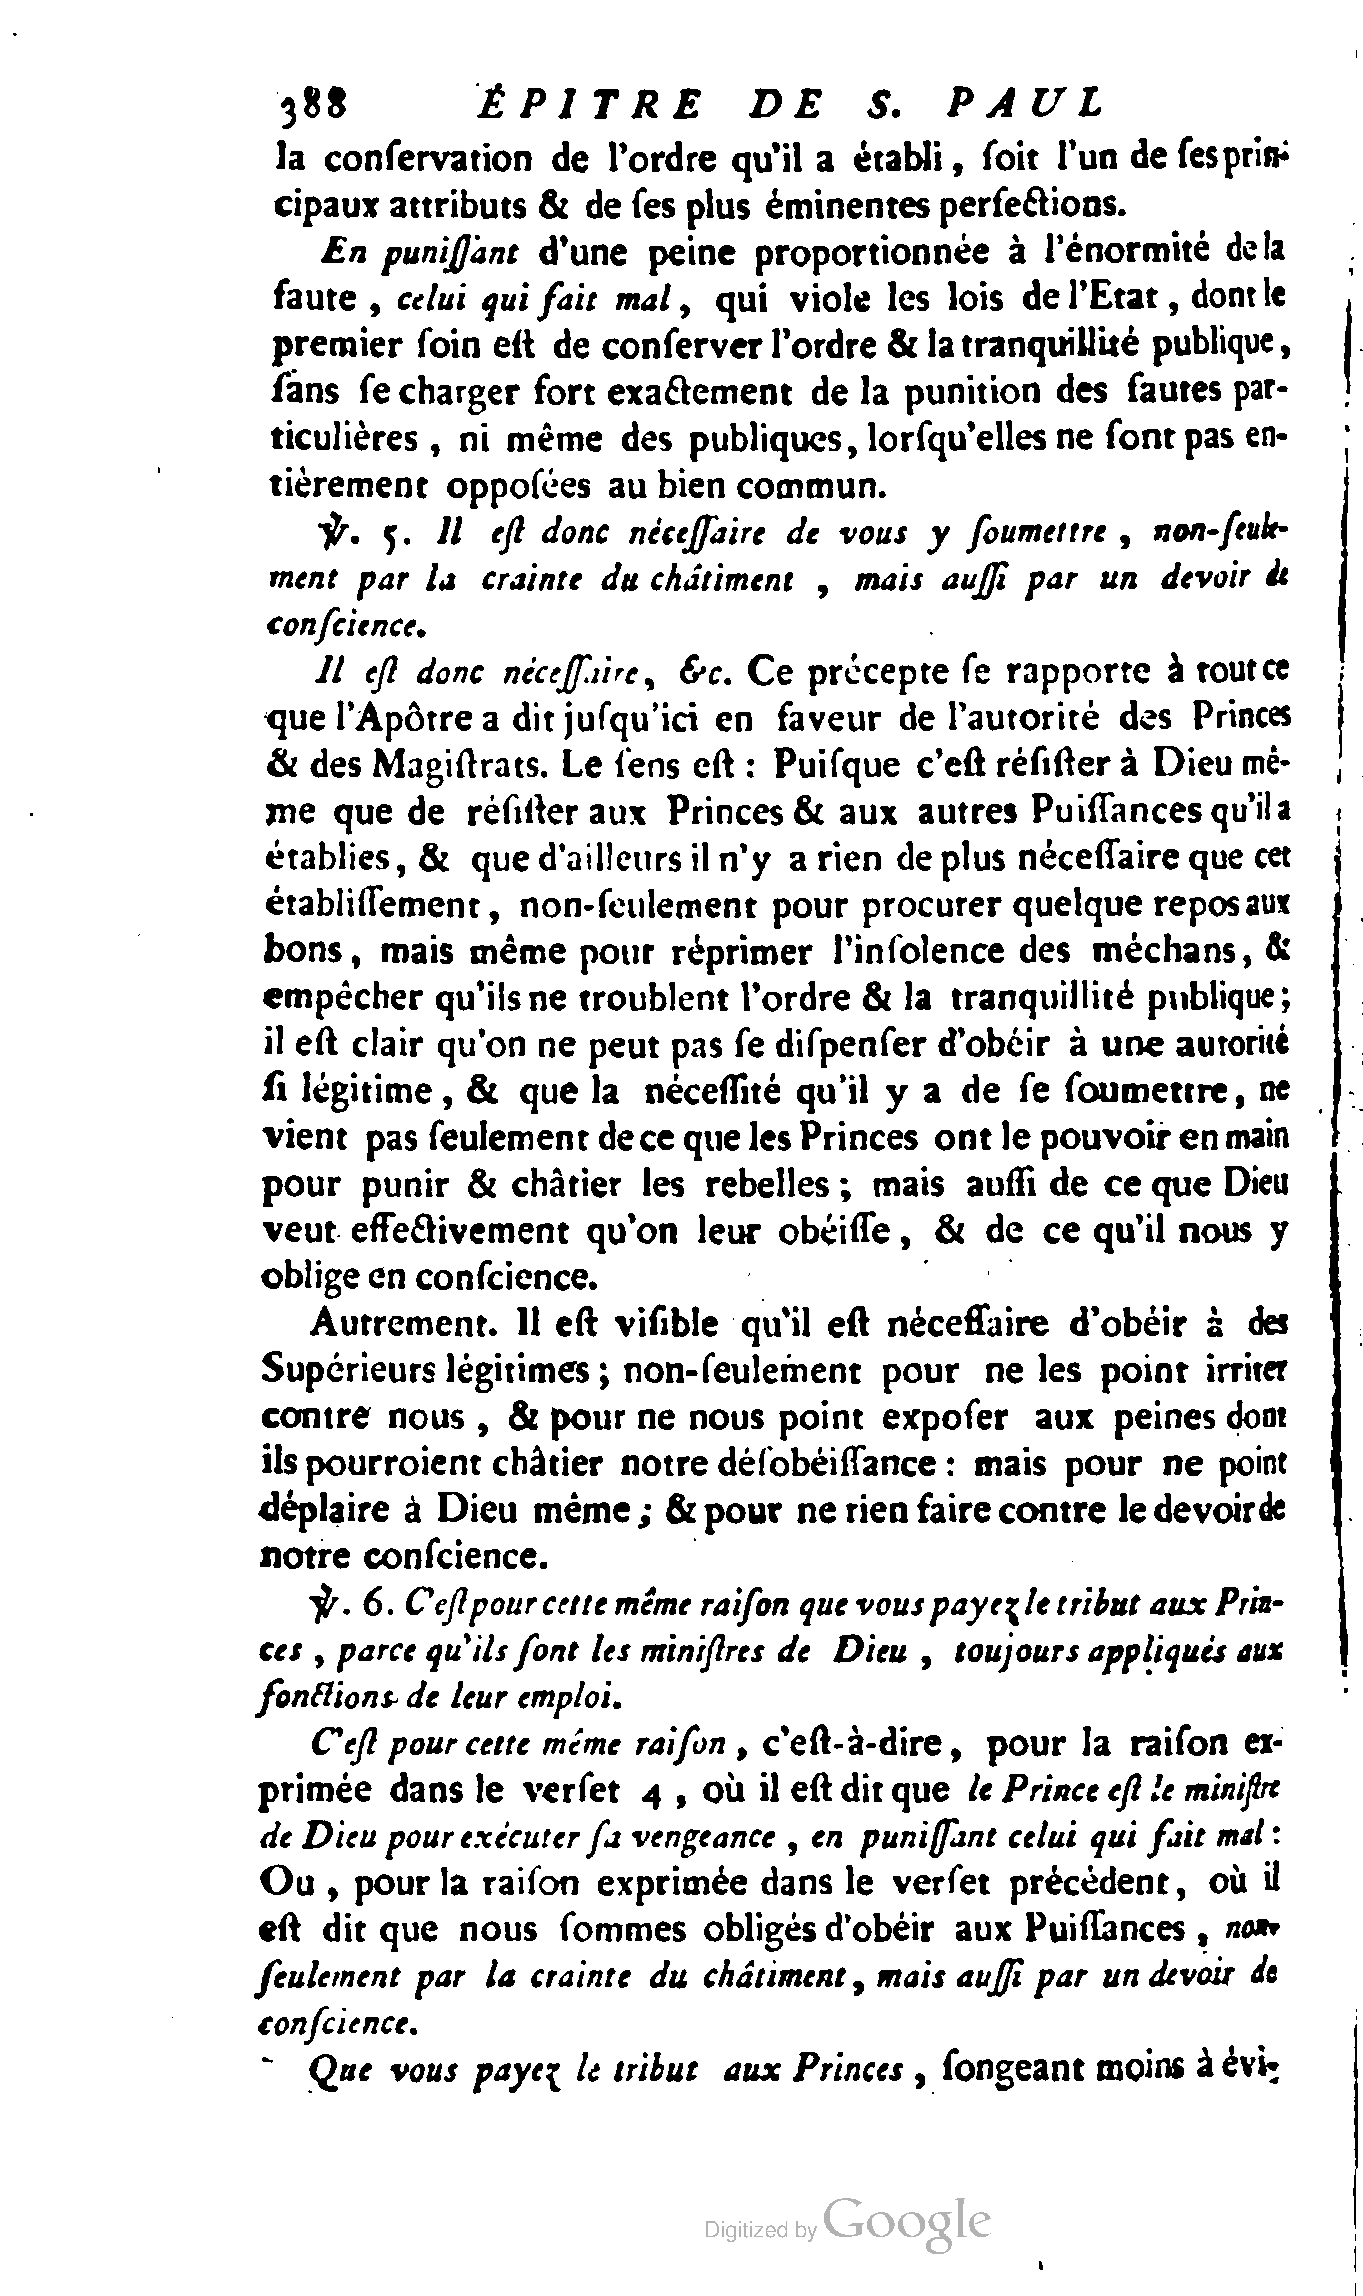 388 ÉPITRE DE S. PAUL
la conſervation de l'ordre qu'il a établi, ſoit l'un de ſes prin-
cipaux attributs & de ſes plus éminentes perfections.
En puniſſant d'une peine proportionnée à l'énormité de la
faute, celui qui fait mal, qui viole les lois de l'Etat, dont le
premier ſoin eſt de conſerver l'ordre & la tranquillité publique,
ſans ſe charger fort exactement de la punition des fautes par-
ticulières, ni même des publiques, lorſqu'elles ne ſont pas en-
tièrement oppoſées au bien commun.
℣. 5. Il eſt donc néceſſaire de vous y ſoumettre, non-ſeule-
ment par la crainte du châtiment, mais auſſi par un devoir de
conſcience.
Il eſt donc néceſſaire, &c. Ce précepte ſe rapporte à tout ce
que l'Apôtre a dit juſqu'ici en faveur de l'autorité des Princes
& des Magiſtrats. Le ſens eſt : Puiſque c'eſt réſiſter à Dieu mê-
me que de réſiſter aux Princes & aux autres Puiſſances qu'il a
établies, & que d'ailleurs il n'y a rien de plus néceſſaire que cet
établiſſement, non-ſeulement pour procurer quelque repos aux
bons, mais même pour réprimer l'inſolence des méchans, &
empêcher qu'ils ne troublent l'ordre & la tranquillité publique;
il eſt clair qu'on ne peut pas ſe diſpenſer d'obéir à une autorité
ſi légitime, & que la néceſſité qu'il y a de ſe ſoumettre, ne
vient pas ſeulement de ce que les Princes ont le pouvoir en main
pour punir & châtier les rebelles; mais auſſi de ce que Dieu
veut effectivement qu'on leur obéiſſe, & de ce qu'il nous y
oblige en conſcience.
Autrement. Il eſt viſible qu'il eſt néceſſaire d'obéir à des
Supérieurs légitimes; non-ſeulement pour ne les point irriter
contre nous, & pour ne nous point expoſer aux peines dont
ils pourroient châtier notre déſobéiſſance : mais pour ne point
déplaire à Dieu même; & pour ne rien faire contre le devoir de
notre conſcience.
℣. 6. C'eſt pour cette même raiſon que vous payez le tribut aux Prin-
ces, parce qu'ils ſont les miniſtres de Dieu, toujours appliqués aux
fonctions de leur emploi.
C'eſt pour cette même raiſon, c'eſt-à-dire, pour la raiſon ex-
primée dans le verſet 4, où il eſt dit que le Prince eſt le miniſtre
de Dieu pour exécuter ſa vengeance, en puniſſant celui qui fait mal :
Ou, pour la raiſon exprimée dans le verſet précédent, où il
eſt dit que nous ſommes obligés d'obéir aux Puiſſances, non-
ſeulement par la crainte du châtiment, mais auſſi par un devoir de
conſcience.
Que vous payez le tribut aux Princes, ſongeant moins à évi-
Digitized by Google